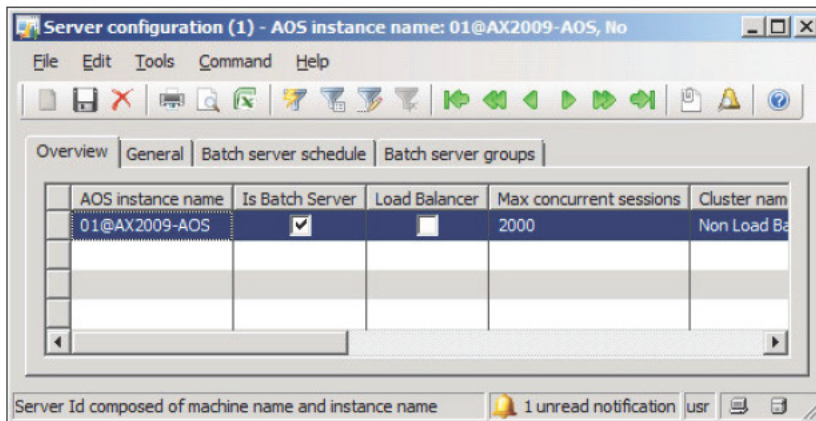 Server configuration (1) - AOS instance name: 01@AX2009-AOS, No
File Edit Tools Command Help
Overview General Batch server schedule Batch server groups
AOS instance name Is Batch Server Load Balancer Max concurrent sessions Cluster nam
01@AX2009-AOS 2000 Non Load Ba
Server Id composed of machine name and instance name 1 unread notification usr